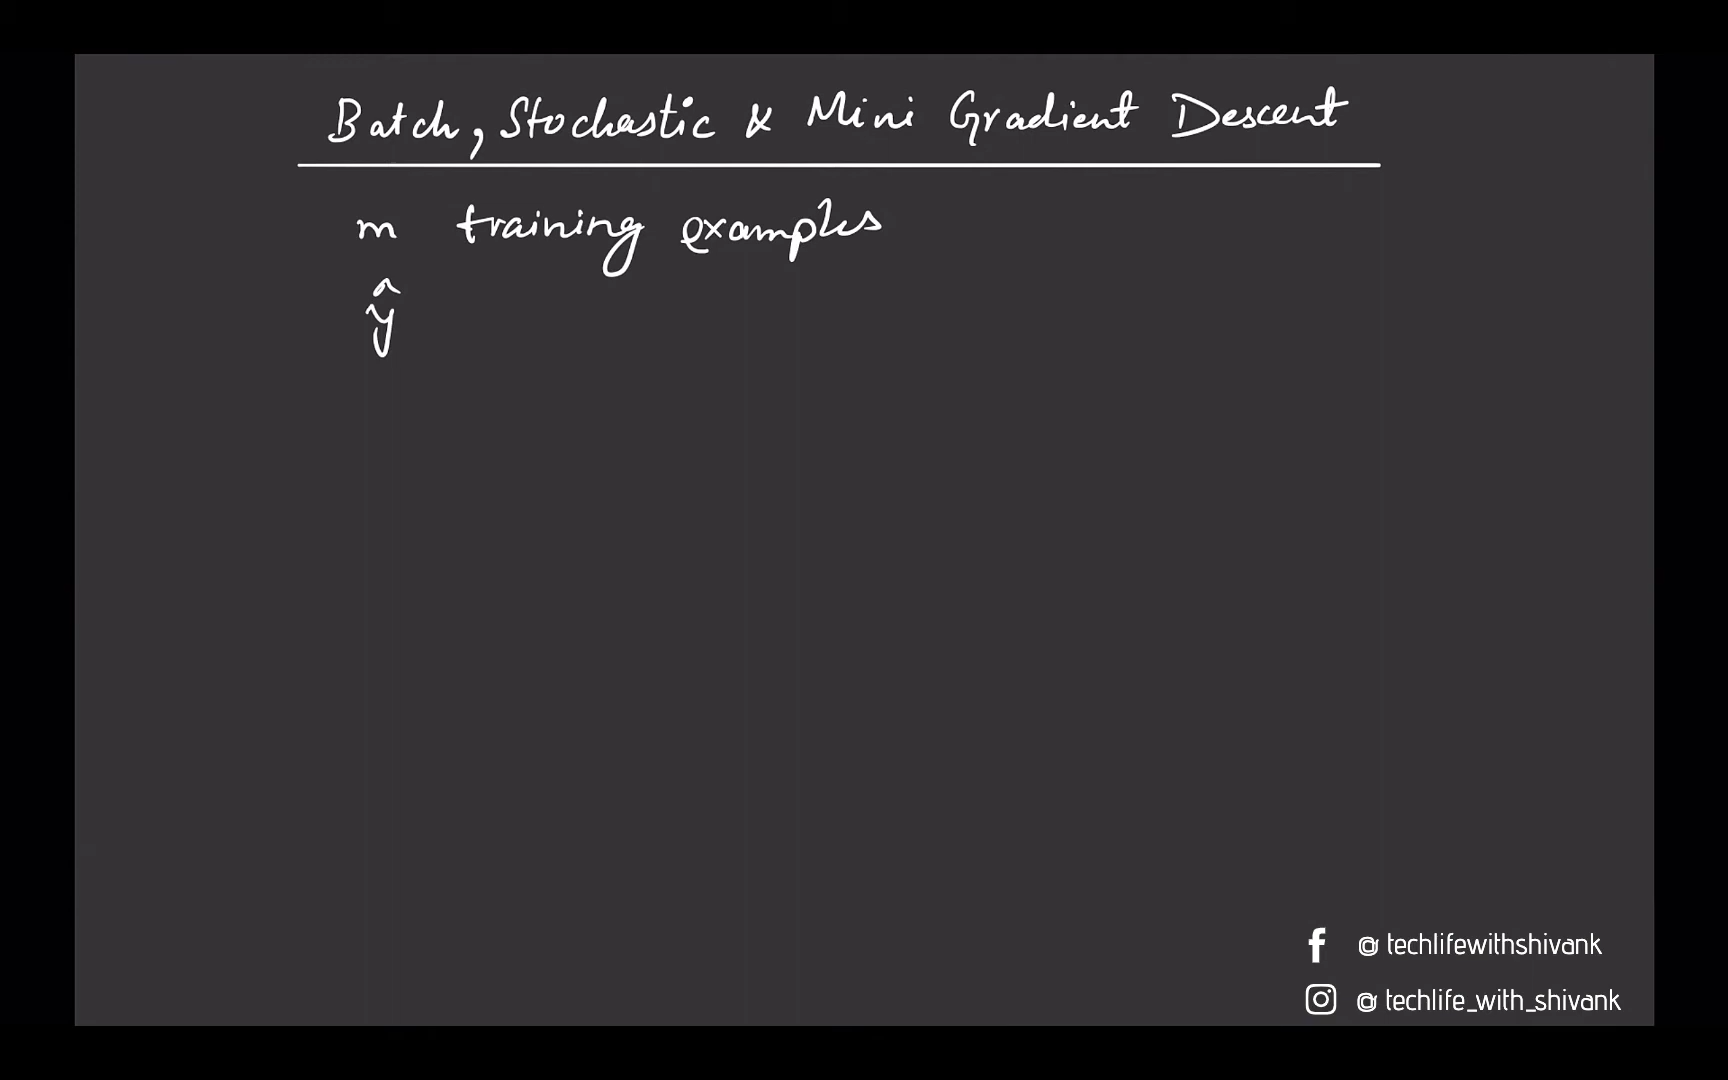 Batch, Stochastic & Mini Gradient Descent
m training examples
ŷ
@ techlifewithshivank
@ techlife_with_shivank